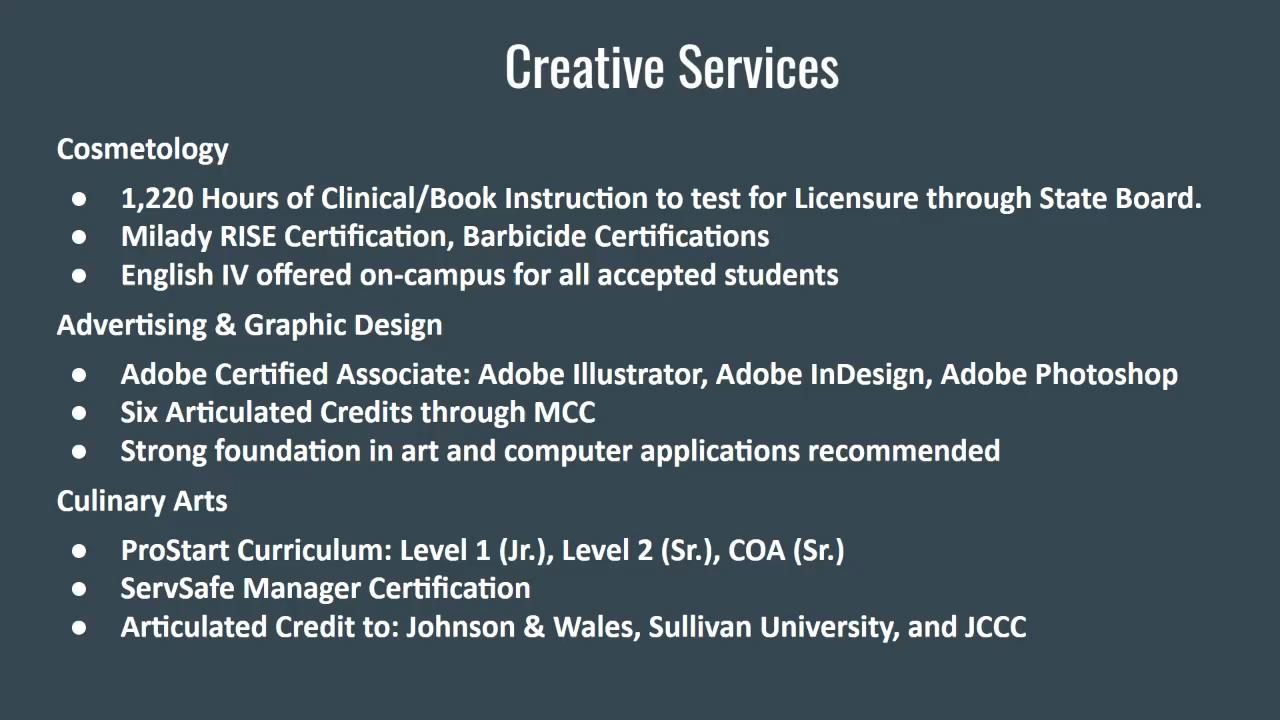 Creative Services
Cosmetology
● 1,220 Hours of Clinical/Book Instruction to test for Licensure through State Board.
● Milady RISE Certification, Barbicide Certifications
● English IV offered on-campus for all accepted students
Advertising & Graphic Design
● Adobe Certified Associate: Adobe Illustrator, Adobe InDesign, Adobe Photoshop
● Six Articulated Credits through MCC
● Strong foundation in art and computer applications recommended
Culinary Arts
● ProStart Curriculum: Level 1 (Jr.), Level 2 (Sr.), COA (Sr.)
● ServSafe Manager Certification
● Articulated Credit to: Johnson & Wales, Sullivan University, and JCCC